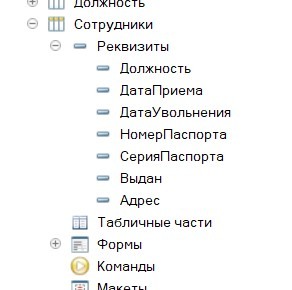 Должность
Сотрудники
Реквизиты
Должность
ДатаПриема
ДатаУвольнения
НомерПаспорта
СерияПаспорта
Выдан
Адрес
Табличные части
Формы
Команды
Макеты